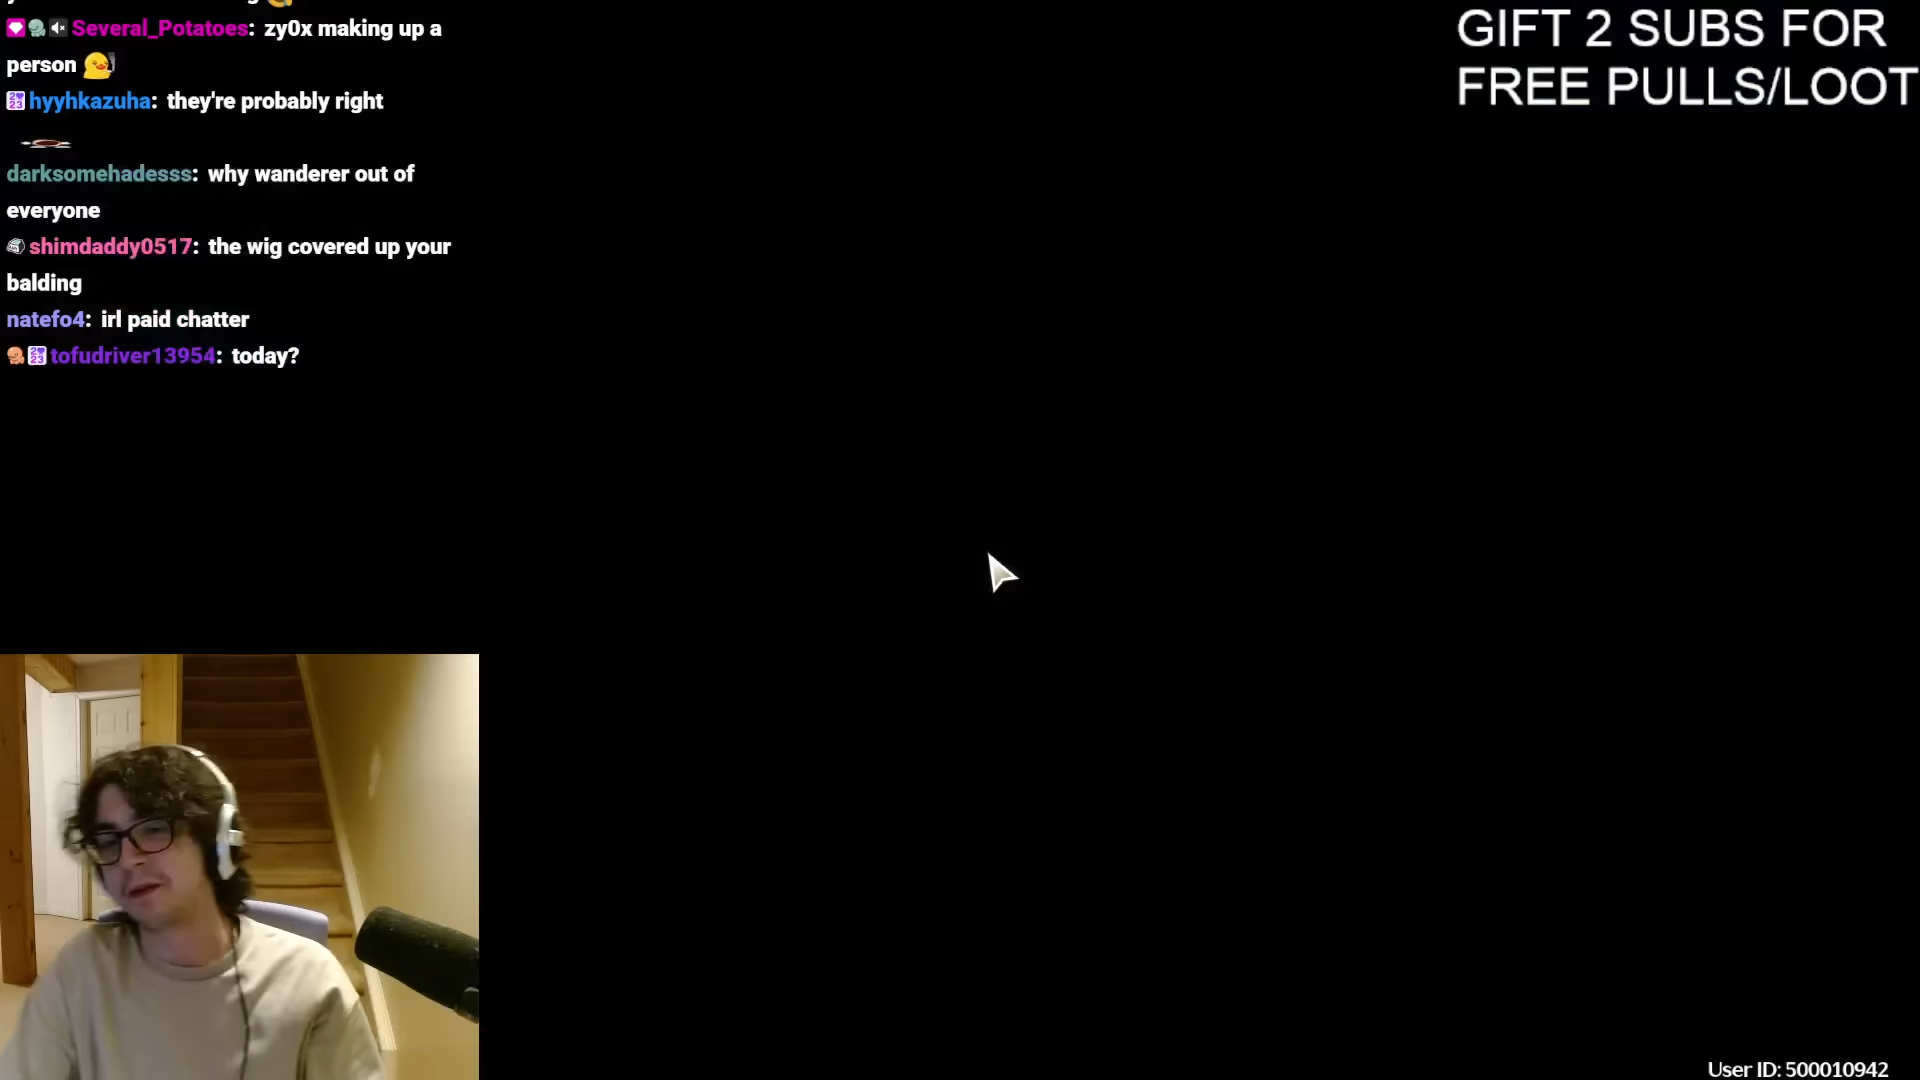 Several_Potatoes: zy0x making up a
person
hyyhkazuha: they're probably right
darksomehadesss: why wanderer out of
everyone
shimdaddy0517: the wig covered up your
balding
natefo4: irl paid chatter
tofudriver13954: today?
GIFT 2 SUBS FOR
FREE PULLS/LOOT
User ID: 500010942